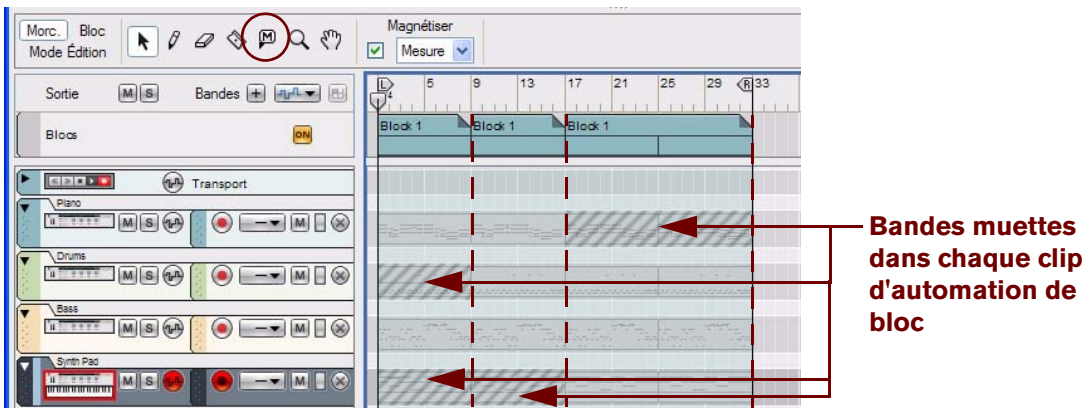 Morc. Bloc
Mode Édition
M
Magnétiser
Mesure
Sortie M S Bandes +
L 5 9 13 17 21 25 29 R 33
4
Blocs ON
Block 1 Block 1 Block 1
Transport
Piano
M S M
Drums
M S M
Bass
M S M
Synth Pad
M S M
Bandes muettes
dans chaque clip
d'automation de
bloc